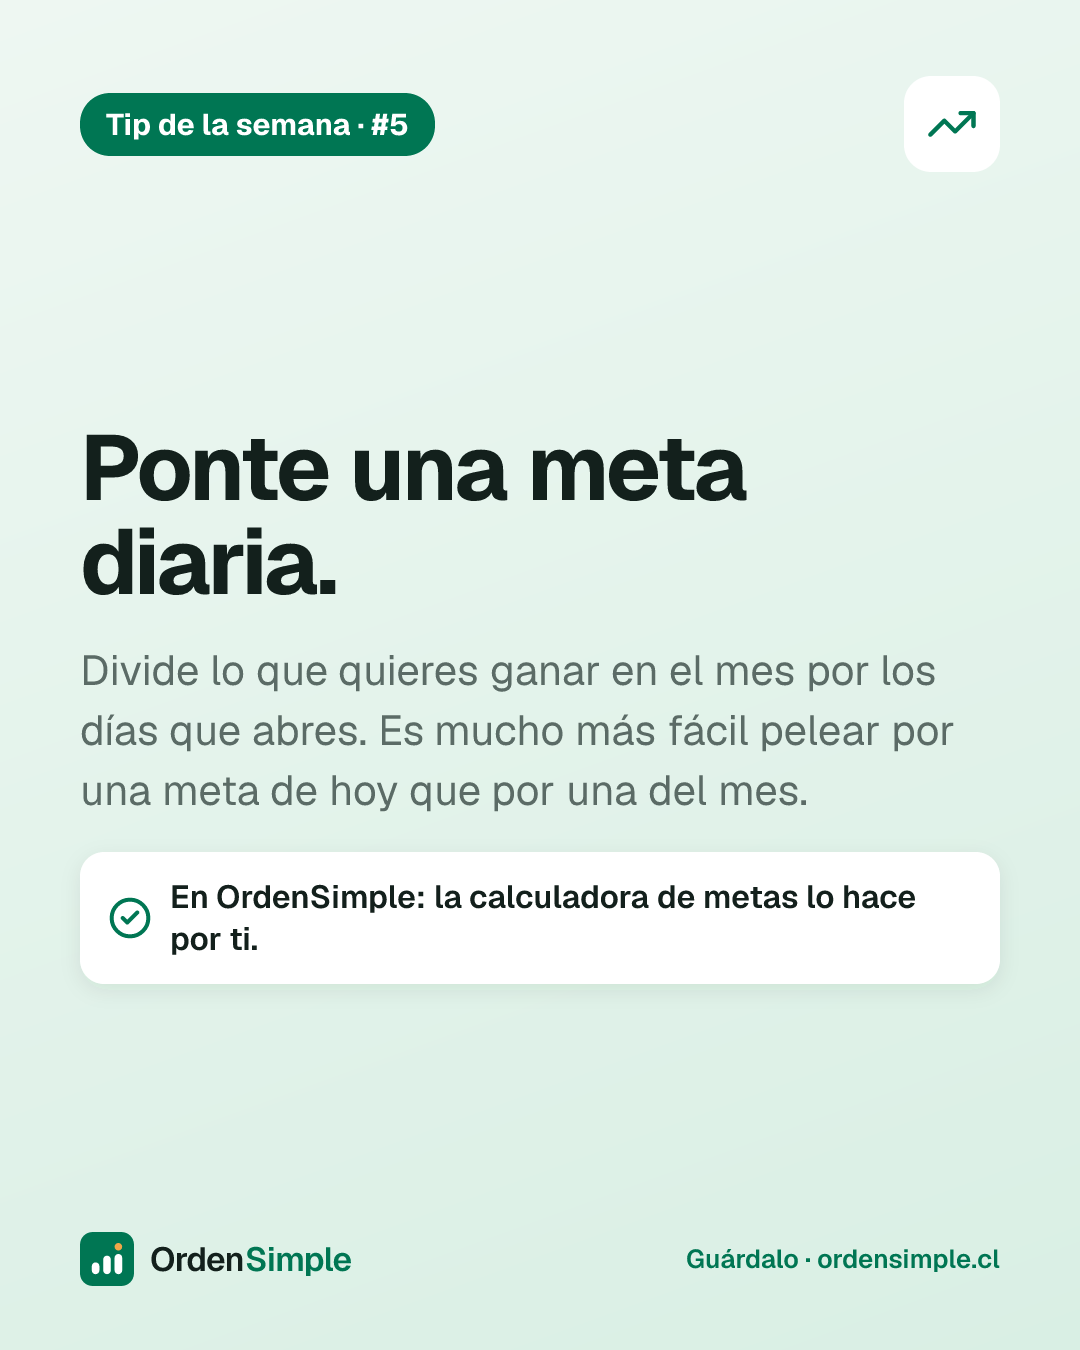 Tip de la semana · #5
Ponte una meta
diaria.
Divide lo que quieres ganar en el mes por los
días que abres. Es mucho más fácil pelear por
una meta de hoy que por una del mes.
En OrdenSimple: la calculadora de metas lo hace
por ti.
OrdenSimple
Guárdalo · ordensimple.cl